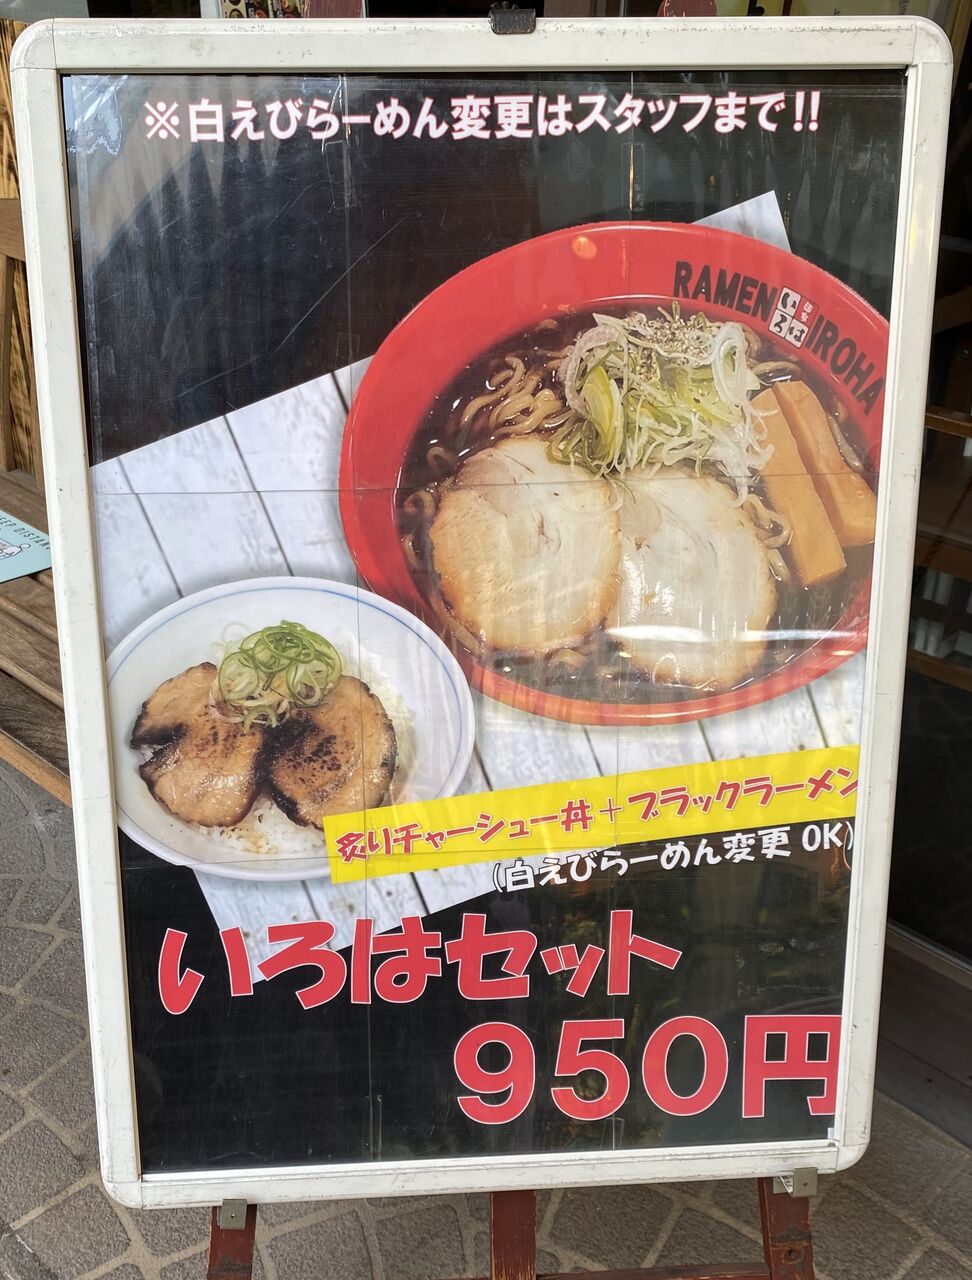 ※白えびらーめん変更はスタッフまで!!
RAMEN いろは IROHA
炙りチャーシュー丼+ブラックラーメン
(白えびらーめん変更OK)
いろはセット
950円